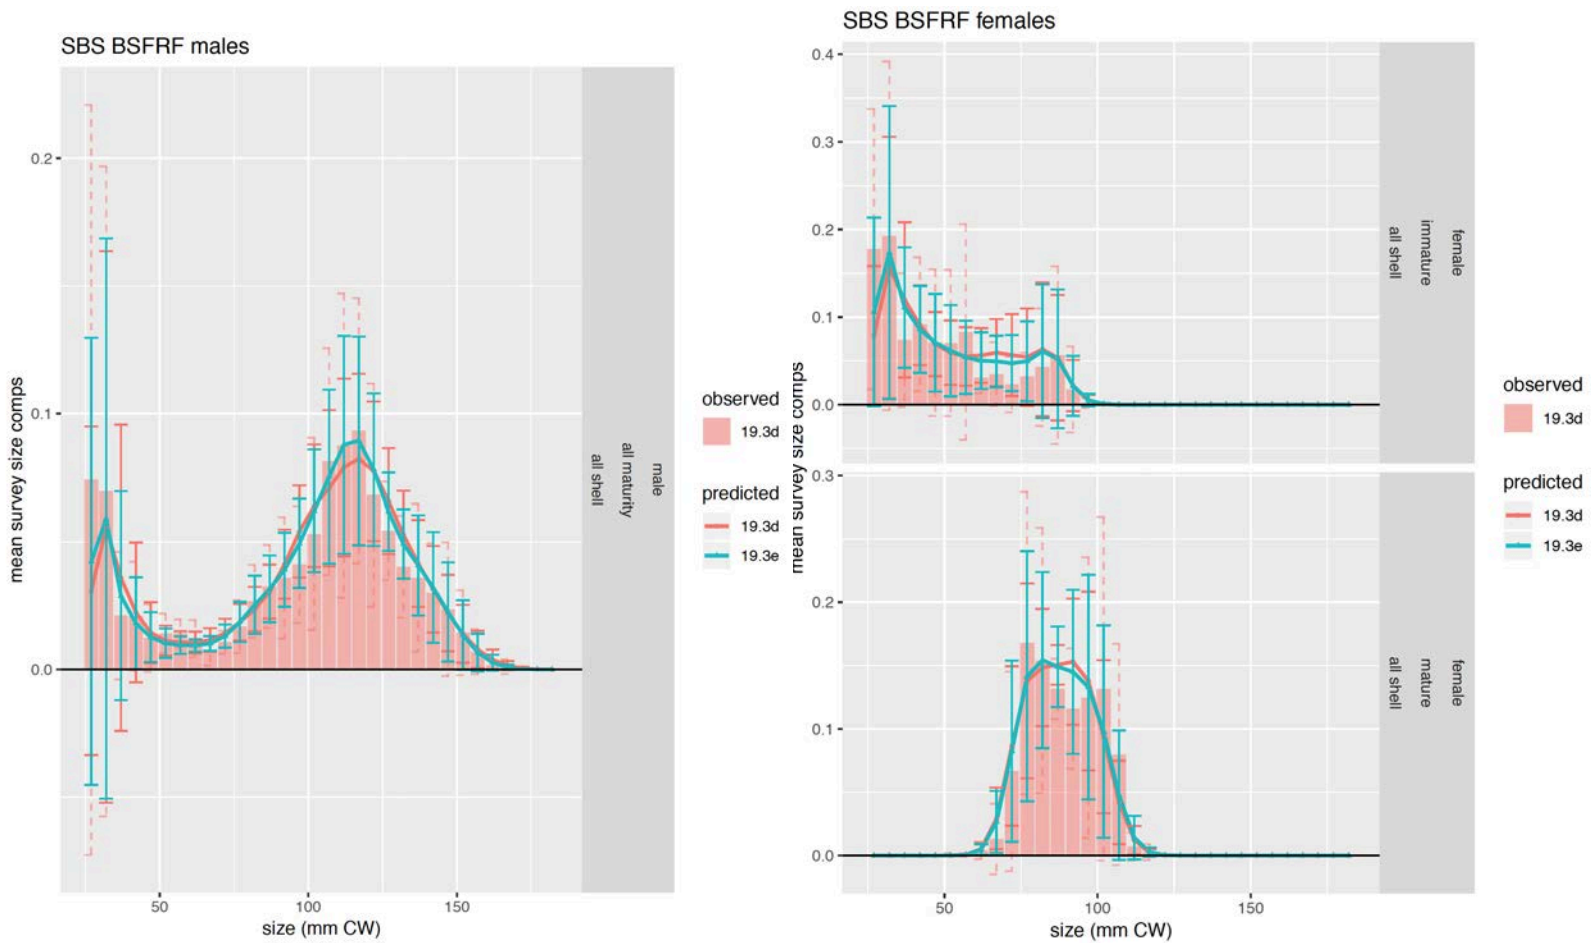 SBS BSFRF males
mean survey size comps
0.2
0.1
0.0
50
100
150
size (mm CW)
male
all maturity
all shell
observed
19.3d
predicted
19.3d
19.3e
SBS BSFRF females
mean survey size comps
0.4
0.3
0.2
0.1
0.0
female
immature
all shell
0.3
0.2
0.1
0.0
female
mature
all shell
50
100
150
size (mm CW)
observed
19.3d
predicted
19.3d
19.3e